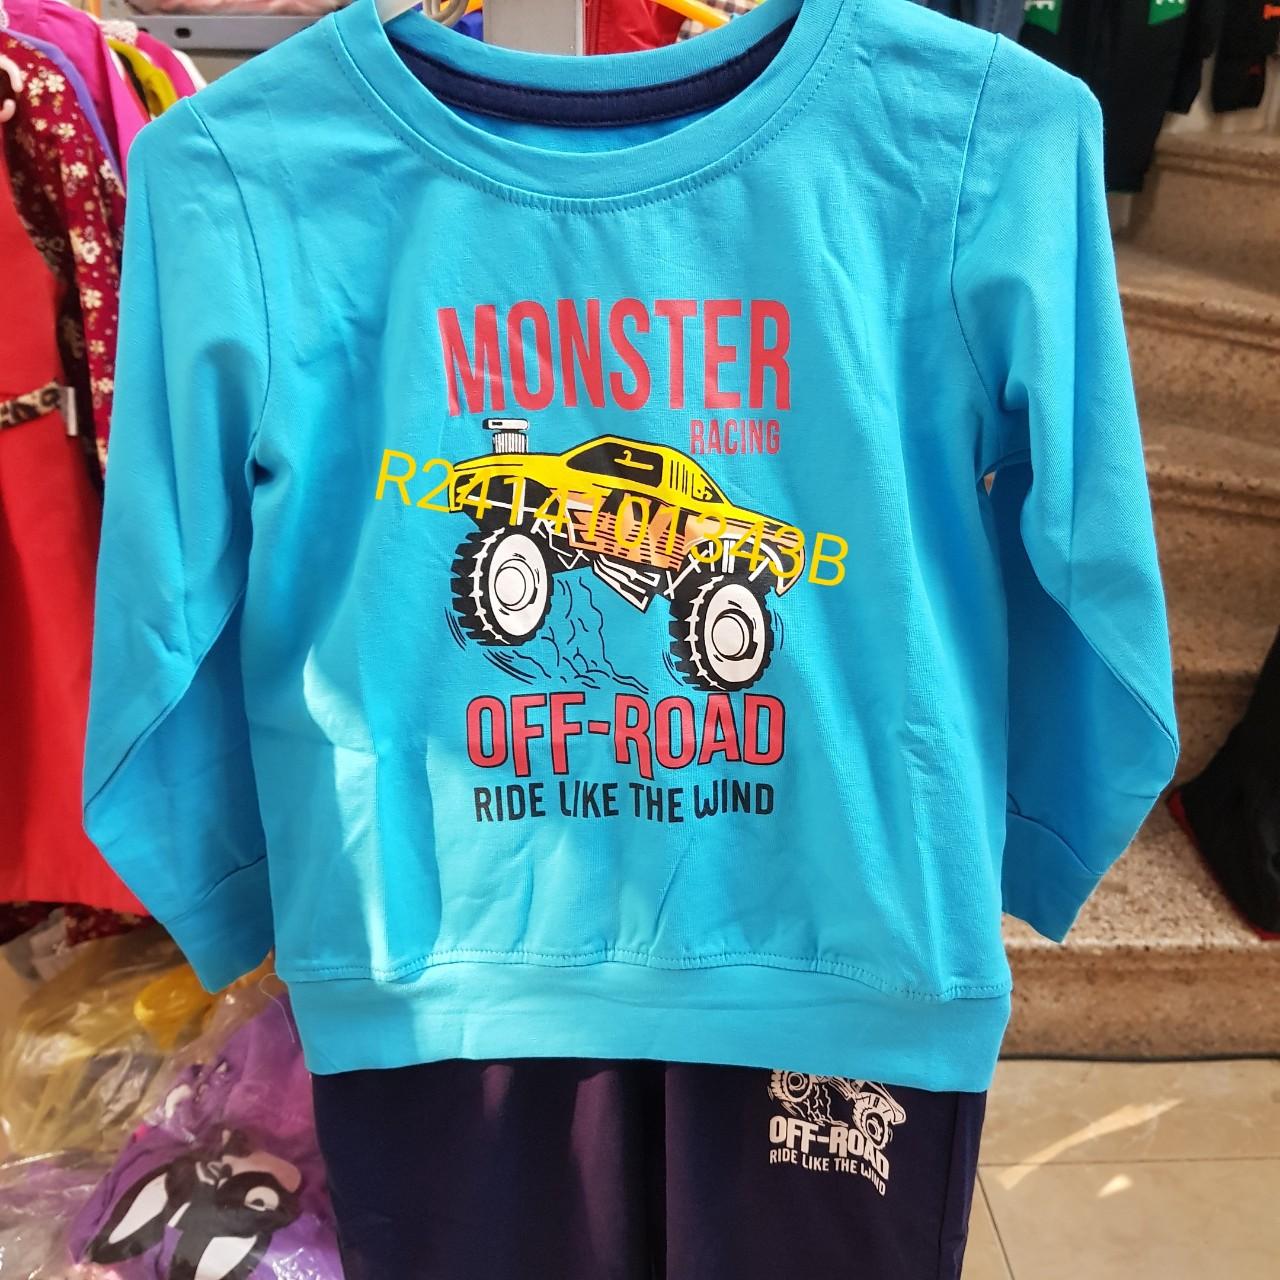 MONSTER
RACING
R2414101343B
OFF-ROAD
RIDE LIKE THE WIND
OFF-ROAD
RIDE LIKE THE WIND